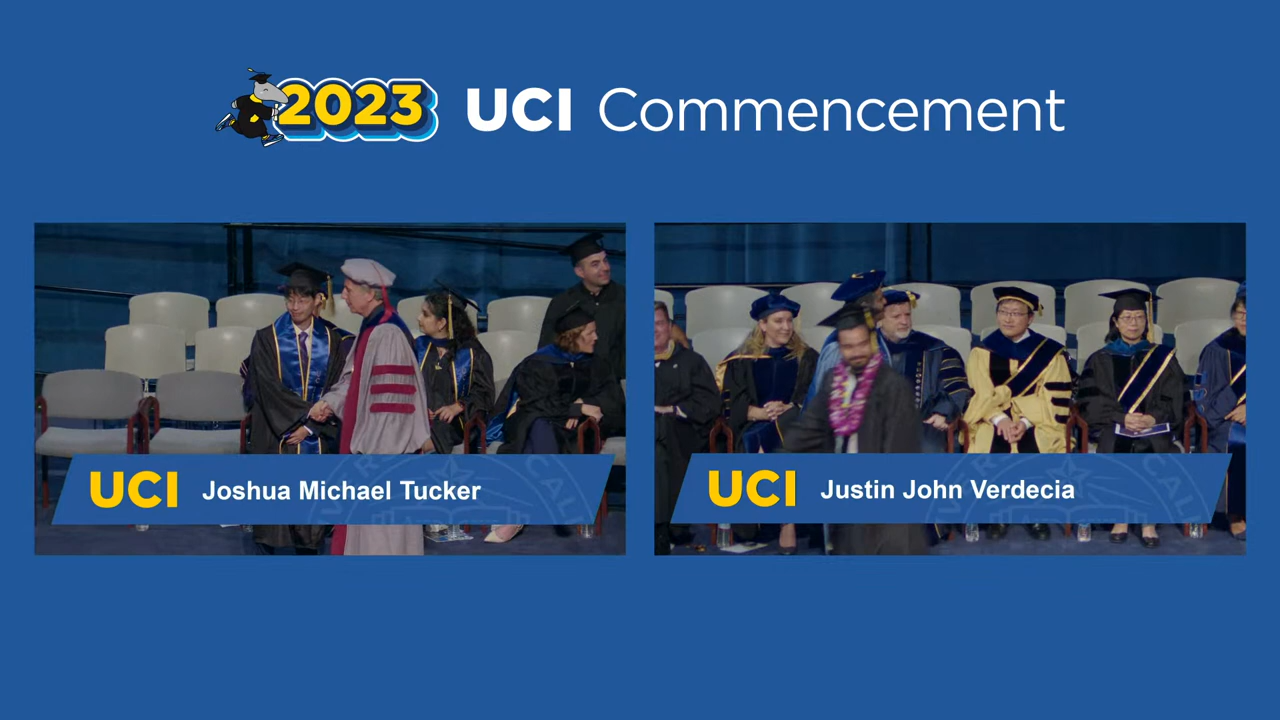 2023 UCI Commencement
UCI Joshua Michael Tucker
UCI Justin John Verdecia